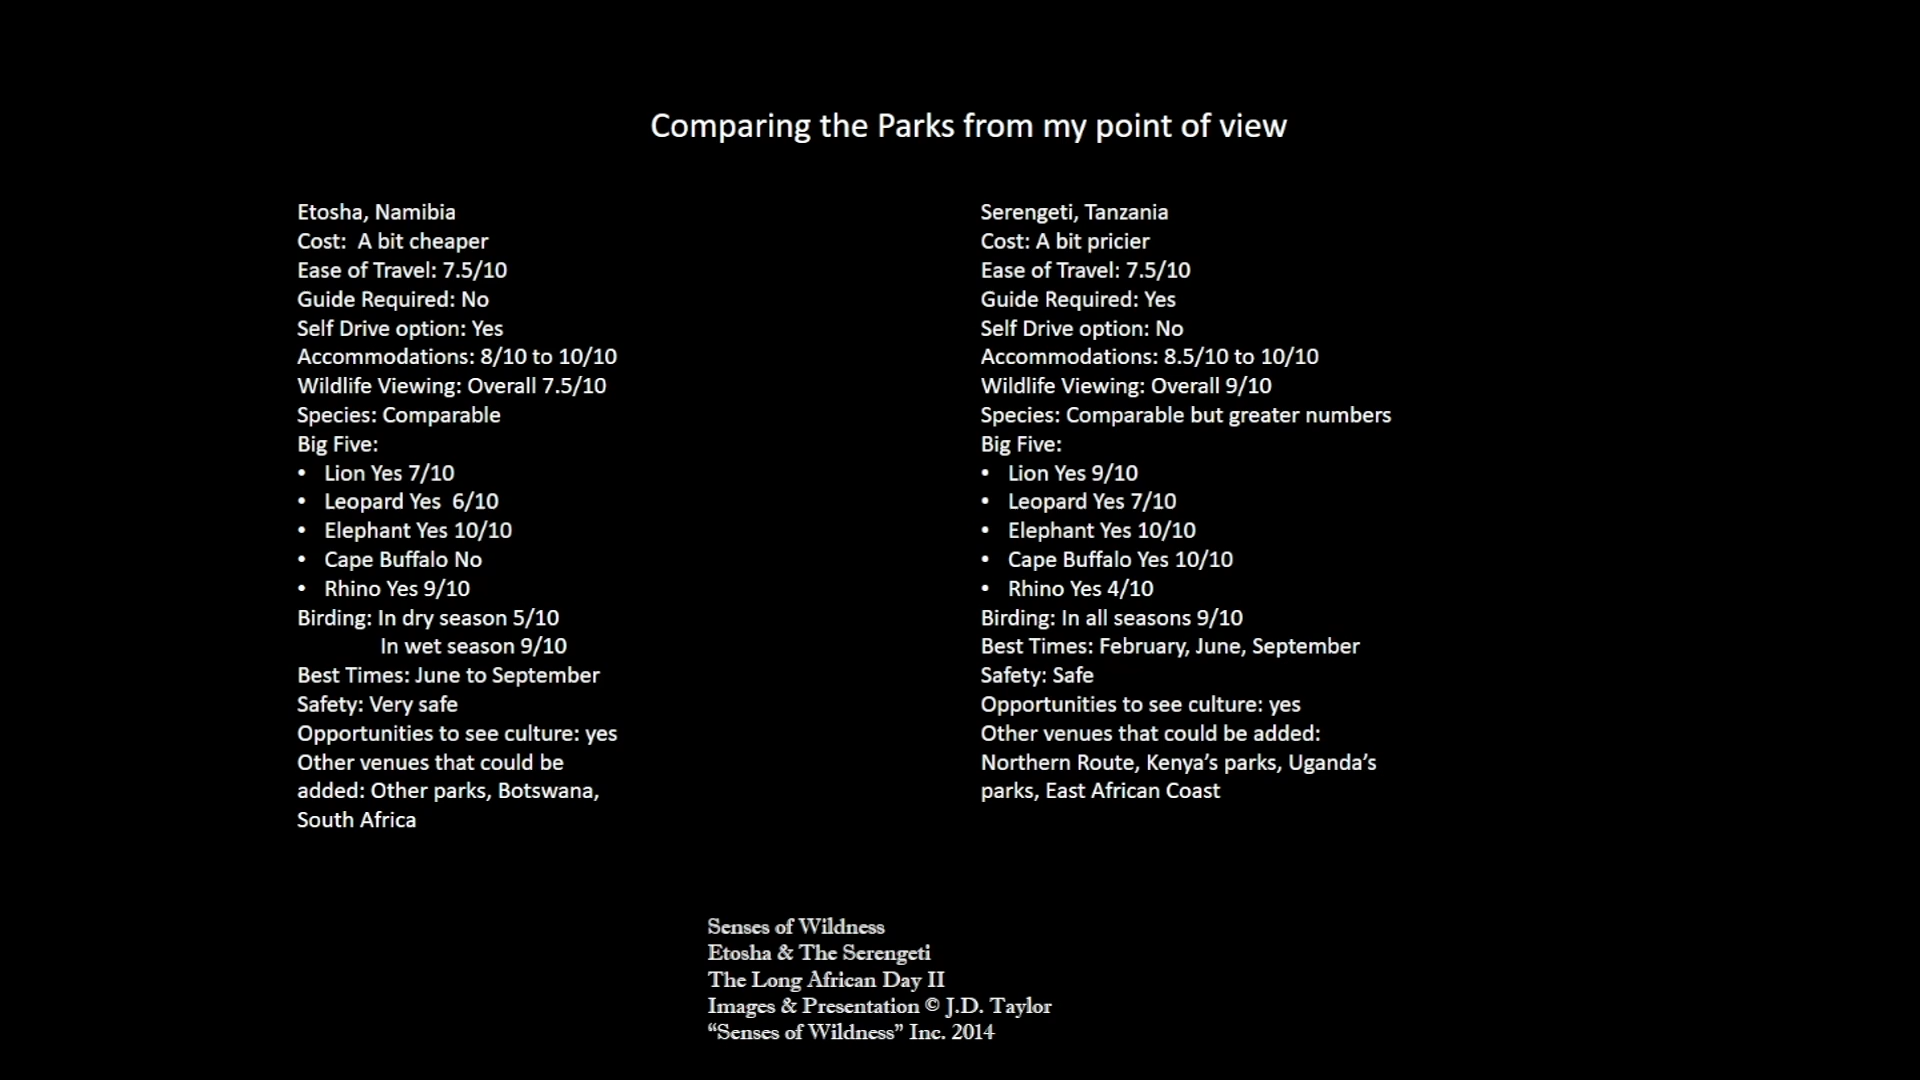 Comparing the Parks from my point of view
Etosha, Namibia
Cost:  A bit cheaper
Ease of Travel: 7.5/10
Guide Required: No
Self Drive option: Yes
Accommodations: 8/10 to 10/10
Wildlife Viewing: Overall 7.5/10
Species: Comparable
Big Five:
• Lion Yes 7/10
• Leopard Yes  6/10
• Elephant Yes 10/10
• Cape Buffalo No
• Rhino Yes 9/10
Birding: In dry season 5/10
In wet season 9/10
Best Times: June to September
Safety: Very safe
Opportunities to see culture: yes
Other venues that could be
added: Other parks, Botswana,
South Africa
Serengeti, Tanzania
Cost: A bit pricier
Ease of Travel: 7.5/10
Guide Required: Yes
Self Drive option: No
Accommodations: 8.5/10 to 10/10
Wildlife Viewing: Overall 9/10
Species: Comparable but greater numbers
Big Five:
• Lion Yes 9/10
• Leopard Yes 7/10
• Elephant Yes 10/10
• Cape Buffalo Yes 10/10
• Rhino Yes 4/10
Birding: In all seasons 9/10
Best Times: February, June, September
Safety: Safe
Opportunities to see culture: yes
Other venues that could be added:
Northern Route, Kenya’s parks, Uganda’s
parks, East African Coast
Senses of Wildness
Etosha & The Serengeti
The Long African Day II
Images & Presentation © J.D. Taylor
“Senses of Wildness” Inc. 2014